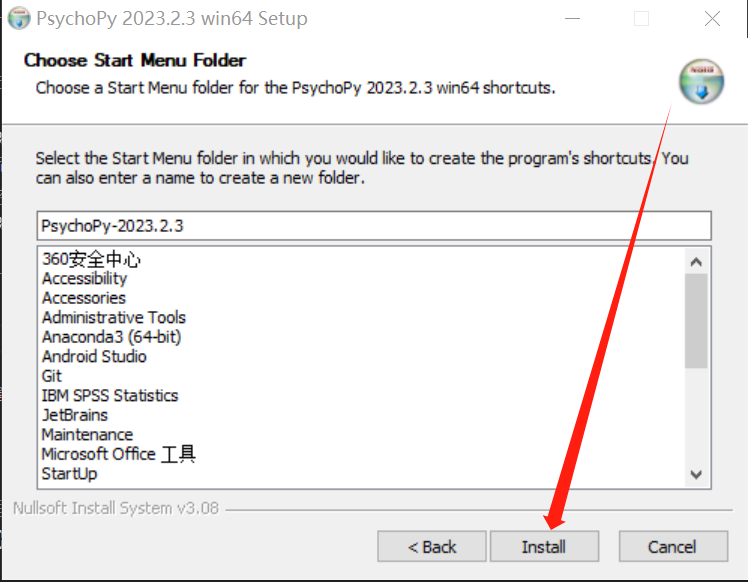 PsychoPy 2023.2.3 win64 Setup
Choose Start Menu Folder
Choose a Start Menu folder for the PsychoPy 2023.2.3 win64 shortcuts.
Select the Start Menu folder in which you would like to create the program's shortcuts. You
can also enter a name to create a new folder.
PsychoPy-2023.2.3
360安全中心
Accessibility
Accessories
Administrative Tools
Anaconda3 (64-bit)
Android Studio
Git
IBM SPSS Statistics
JetBrains
Maintenance
Microsoft Office 工具
StartUp
Nullsoft Install System v3.08
< Back
Install
Cancel